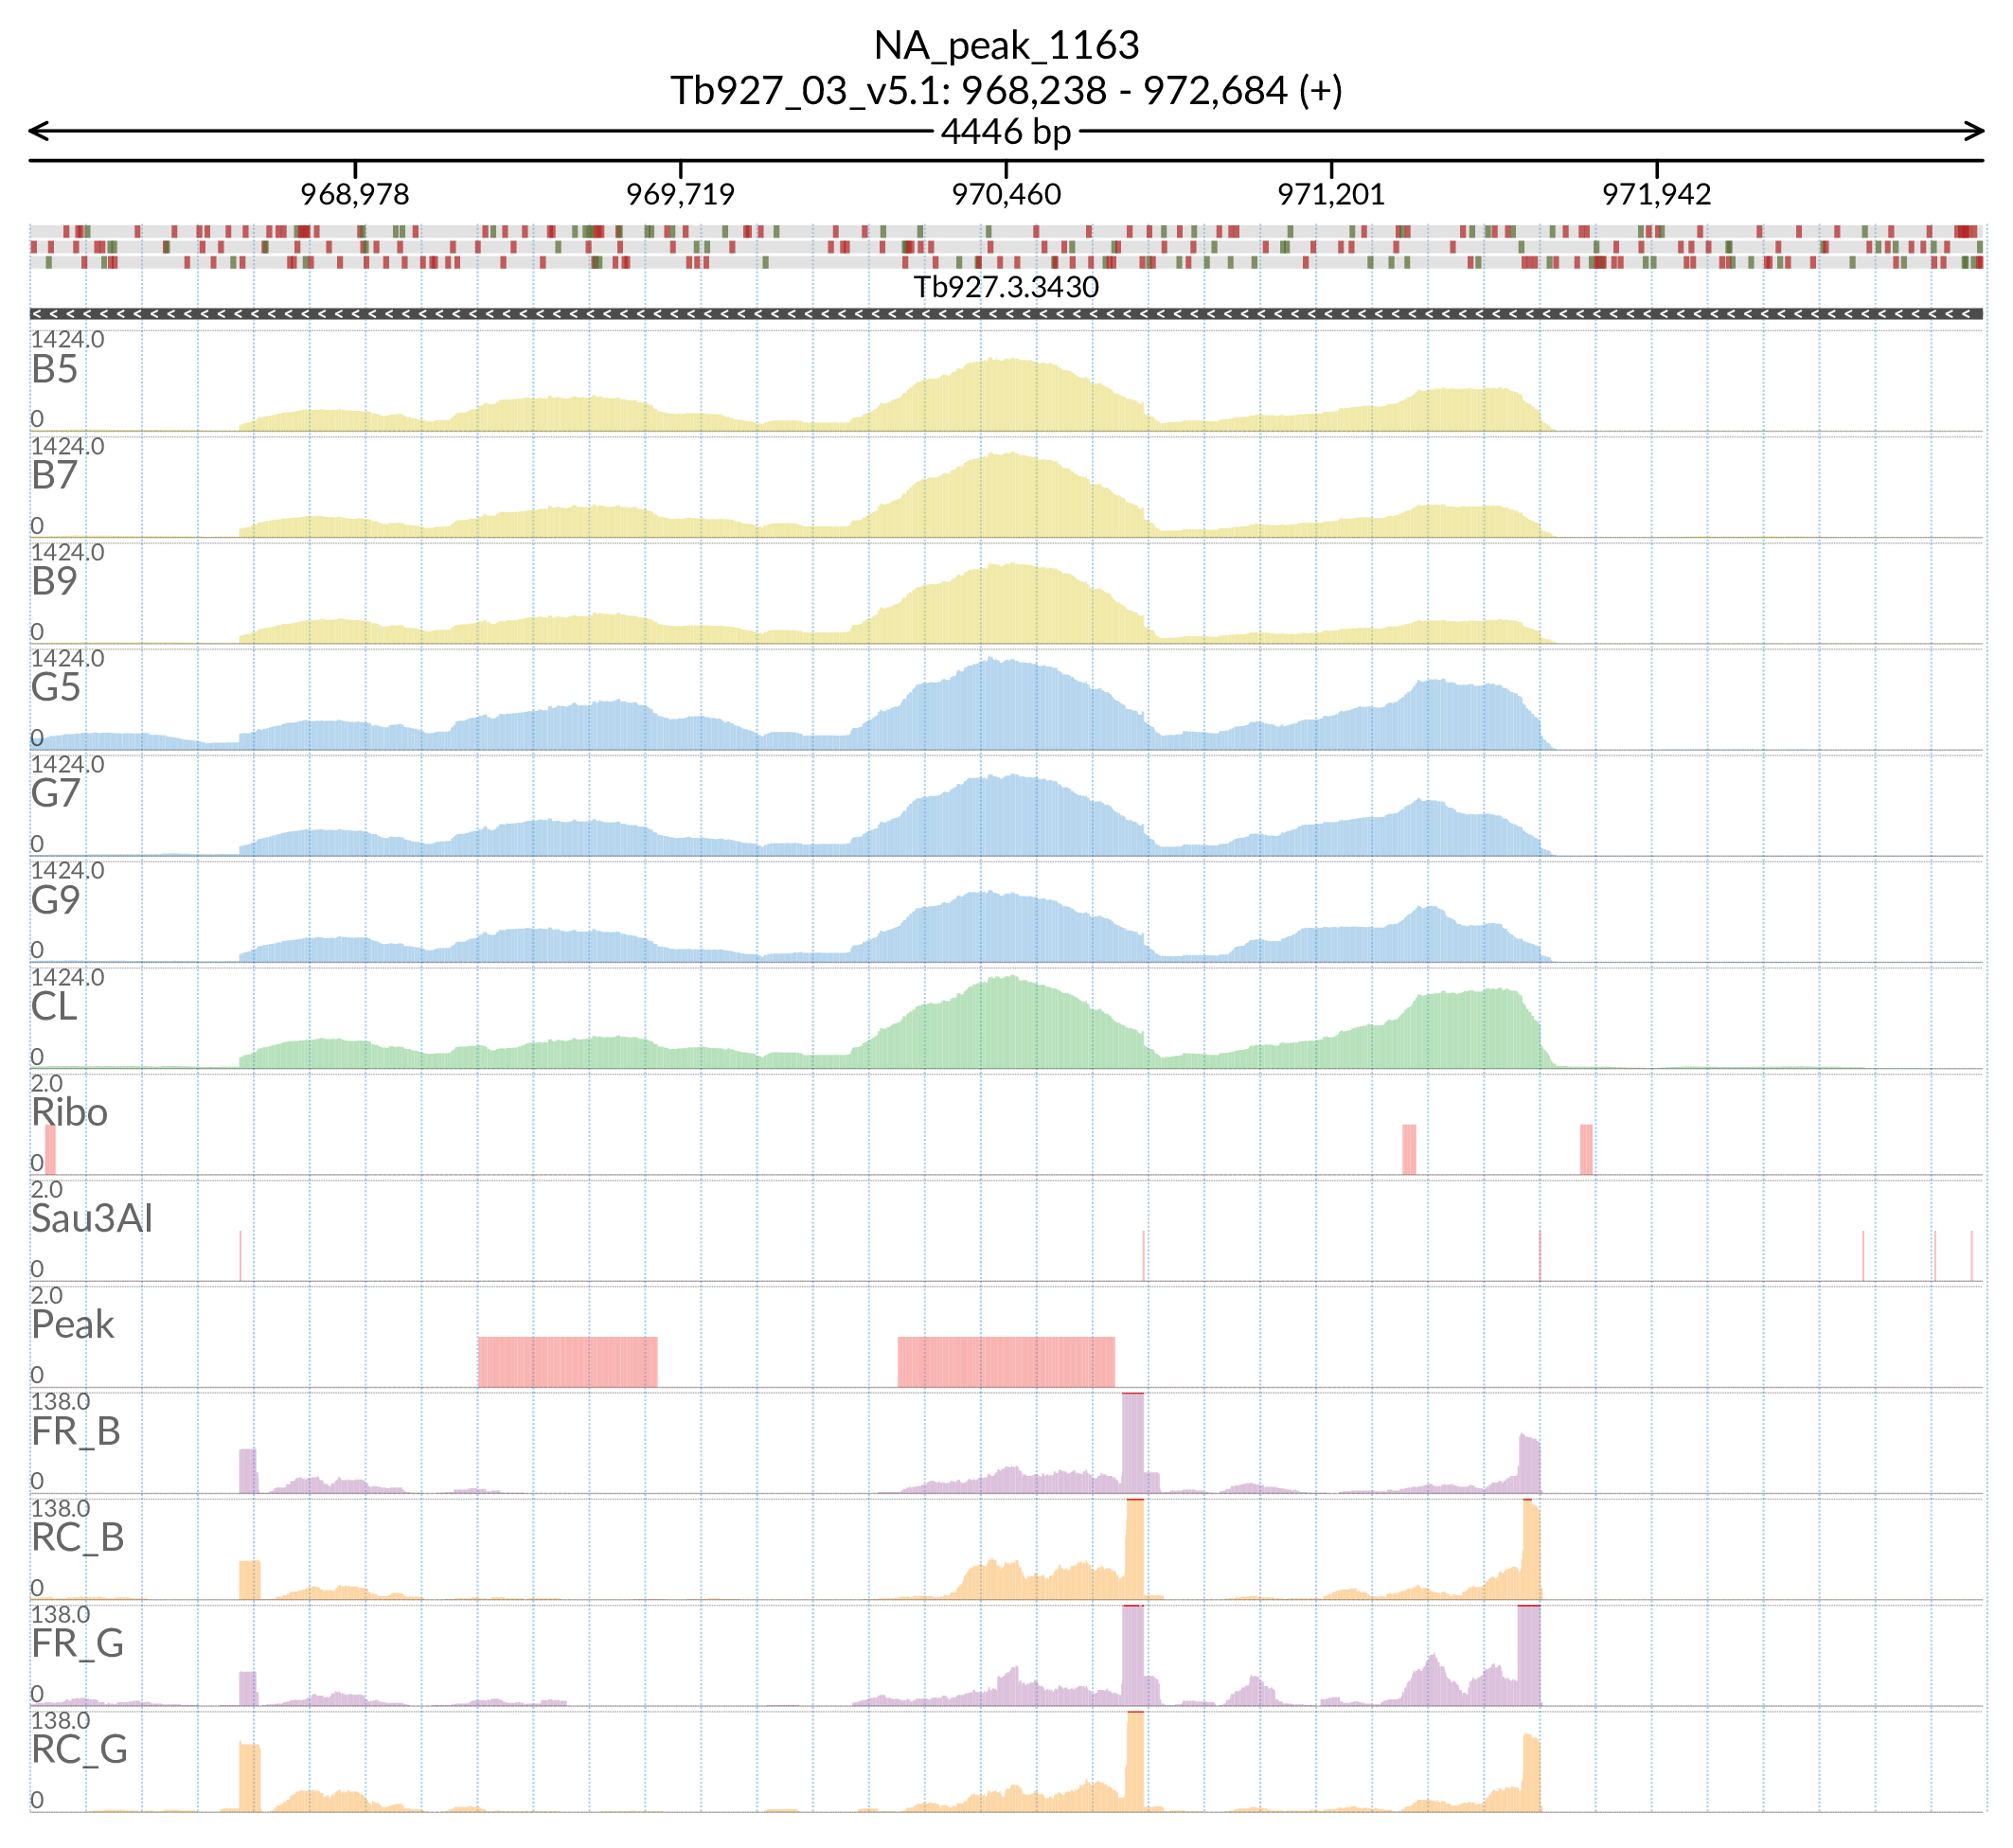 NA_peak_1163
Tb927_03_v5.1: 968,238 - 972,684 (+)
4446 bp
968,978 969,719 970,460 971,201 971,942
Tb927.3.3430
1424.0
B5
0
1424.0
B7
0
1424.0
B9
0
1424.0
G5
0
1424.0
G7
0
1424.0
G9
0
1424.0
CL
0
2.0
Ribo
0
2.0
Sau3AI
0
2.0
Peak
0
138.0
FR_B
0
138.0
RC_B
0
138.0
FR_G
0
138.0
RC_G
0